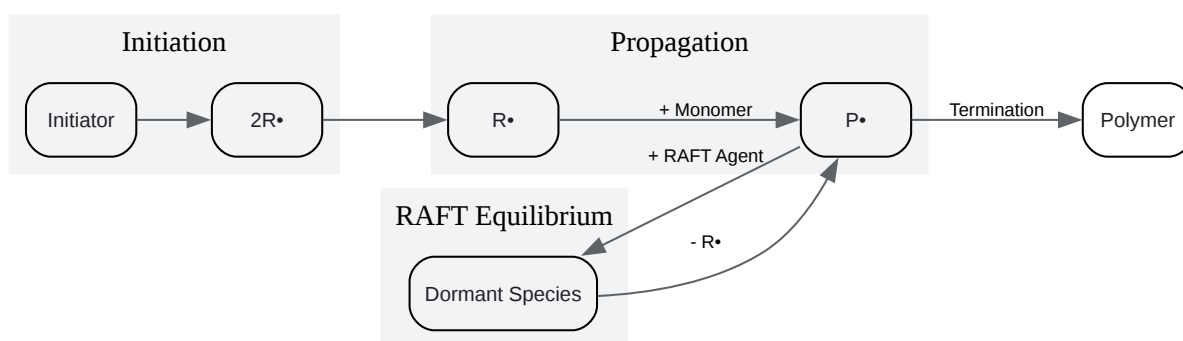 Initiation
Propagation
Initiator
2R•
R•
+ Monomer
P•
Termination
Polymer
+ RAFT Agent
RAFT Equilibrium
- R•
Dormant Species